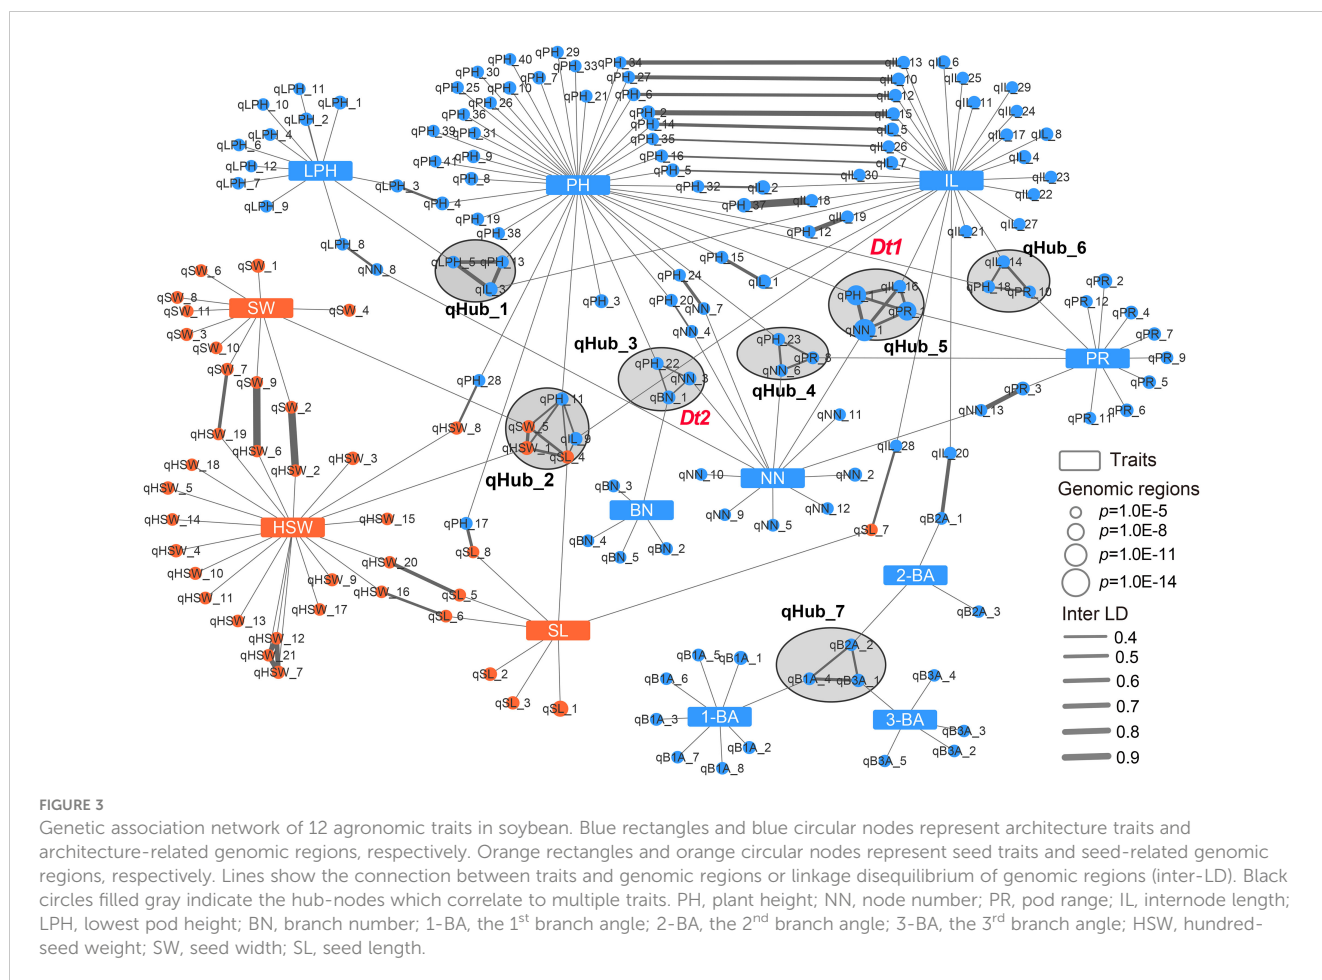 qPH_29
qPH_40
qPH_33
qPH_34
qIL_13
qIL_6
qPH_30
qPH_7
qPH_27
qIL_10
qIL_25
qLPH_11
qPH_25
qPH_10
qPH_21
qPH_6
qIL_12
qIL_29
qLPH_10
qLPH_1
qPH_26
qIL_11
qLPH_2
qPH_36
qPH_2
qIL_15
qIL_24
qLPH_4
qPH_39
qPH_31
qPH_14
qIL_5
qIL_17
qIL_8
qLPH_6
qPH_35
qIL_26
qLPH_12
qPH_41
qPH_9
qPH_16
qIL_7
qIL_4
LPH
qPH_5
qIL_30
qLPH_7
qLPH_3
qPH_8
PH
qPH_32
qIL_2
IL
qIL_23
qIL_22
qLPH_9
qPH_4
qPH_37
qIL_18
qPH_19
qIL_19
qPH_38
qPH_12
qIL_21
qIL_27
qLPH_8
Dt1
qHub_6
qSW_1
qSW_6
qNN_8
qLPH_5
qPH_13
qPH_15
qIL_14
qPH_24
qIL_1
qPR_2
qSW_8
qIL_3
qPH_18
qPR_10
qIL_16
qPH_1
qPR_12
qSW_11
SW
qSW_4
qHub_1
qPH_3
qPH_20
qNN_7
qPR_1
qPR_4
qSW_3
qNN_4
qNN_1
qPR_7
qSW_10
qHub_3
qPH_23
qHub_5
qSW_7
qPH_22
qPR_8
PR
qPR_9
qSW_9
qPH_28
qNN_3
qNN_6
qPR_5
qHub_4
qPR_3
qSW_2
qPH_11
qBN_1
qNN_13
qPR_6
Dt2
qNN_11
qPR_11
qHSW_19
qHSW_8
qSW_5
qIL_9
qHSW_6
qHSW_1
qSL_4
qIL_28
qIL_20
qHSW_18
qHSW_3
qHSW_2
qHub_2
Traits
qHSW_5
qBN_3
qNN_10
NN
qNN_2
Genomic regions
qHSW_14
qHSW_15
BN
qNN_9
qNN_12
p=1.0E-5
HSW
qPH_17
qNN_5
qSL_7
qB2A_1
p=1.0E-8
qHSW_4
qBN_4
qBN_5
qBN_2
p=1.0E-11
qSL_8
qHSW_10
qHSW_20
qHSW_9
2-BA
p=1.0E-14
qHSW_11
qHSW_16
qSL_5
qHSW_17
qSL_6
qHub_7
qB2A_3
Inter LD
qHSW_13
SL
0.4
qHSW_12
qB2A_2
0.5
qHSW_21
qB1A_5
qB1A_1
qHSW_7
qSL_2
qB1A_6
qB1A_4
qB3A_1
qB3A_4
0.6
qSL_3
qSL_1
0.7
qB1A_3
1-BA
3-BA
qB3A_3
0.8
qB1A_7
qB1A_2
qB3A_2
0.9
qB1A_8
qB3A_5
FIGURE 3
Genetic association network of 12 agronomic traits in soybean. Blue rectangles and blue circular nodes represent architecture traits and
architecture-related genomic regions, respectively. Orange rectangles and orange circular nodes represent seed traits and seed-related genomic
regions, respectively. Lines show the connection between traits and genomic regions or linkage disequilibrium of genomic regions (inter-LD). Black
circles filled gray indicate the hub-nodes which correlate to multiple traits. PH, plant height; NN, node number; PR, pod range; IL, internode length;
LPH, lowest pod height; BN, branch number; 1-BA, the 1st branch angle; 2-BA, the 2nd branch angle; 3-BA, the 3rd branch angle; HSW, hundred-
seed weight; SW, seed width; SL, seed length.